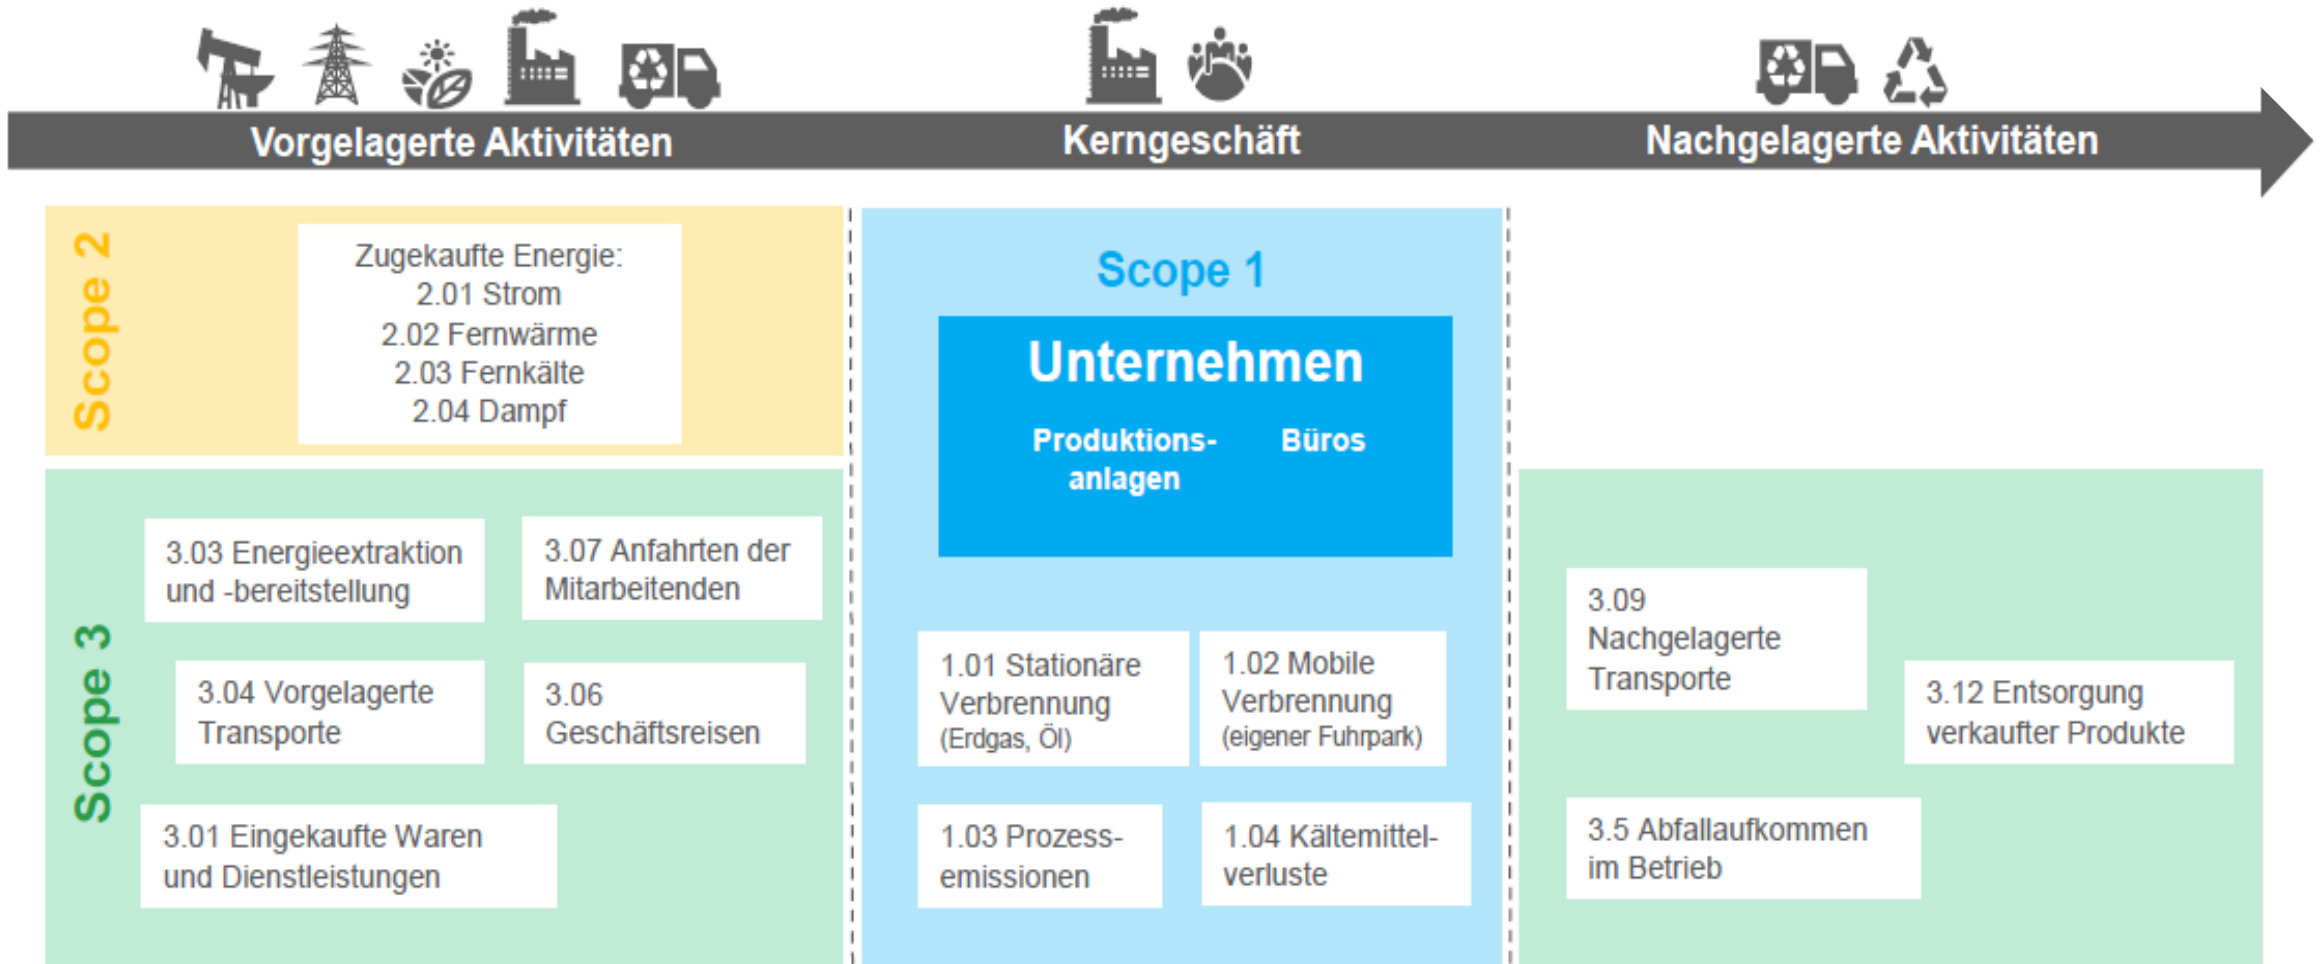 Vorgelagerte Aktivitäten
Kerngeschäft
Nachgelagerte Aktivitäten
Scope 2
Zugekaufte Energie:
2.01 Strom
2.02 Fernwärme
2.03 Fernkälte
2.04 Dampf
Scope 3
3.03 Energieextraktion
und -bereitstellung
3.07 Anfahrten der
Mitarbeitenden
3.04 Vorgelagerte
Transporte
3.06
Geschäftsreisen
3.01 Eingekaufte Waren
und Dienstleistungen
Scope 1
Unternehmen
Produktions-
anlagen
Büros
1.01 Stationäre
Verbrennung
(Erdgas, Öl)
1.02 Mobile
Verbrennung
(eigener Fuhrpark)
1.03 Prozess-
emissionen
1.04 Kältemittel-
verluste
3.09
Nachgelagerte
Transporte
3.12 Entsorgung
verkaufter Produkte
3.5 Abfallaufkommen
im Betrieb